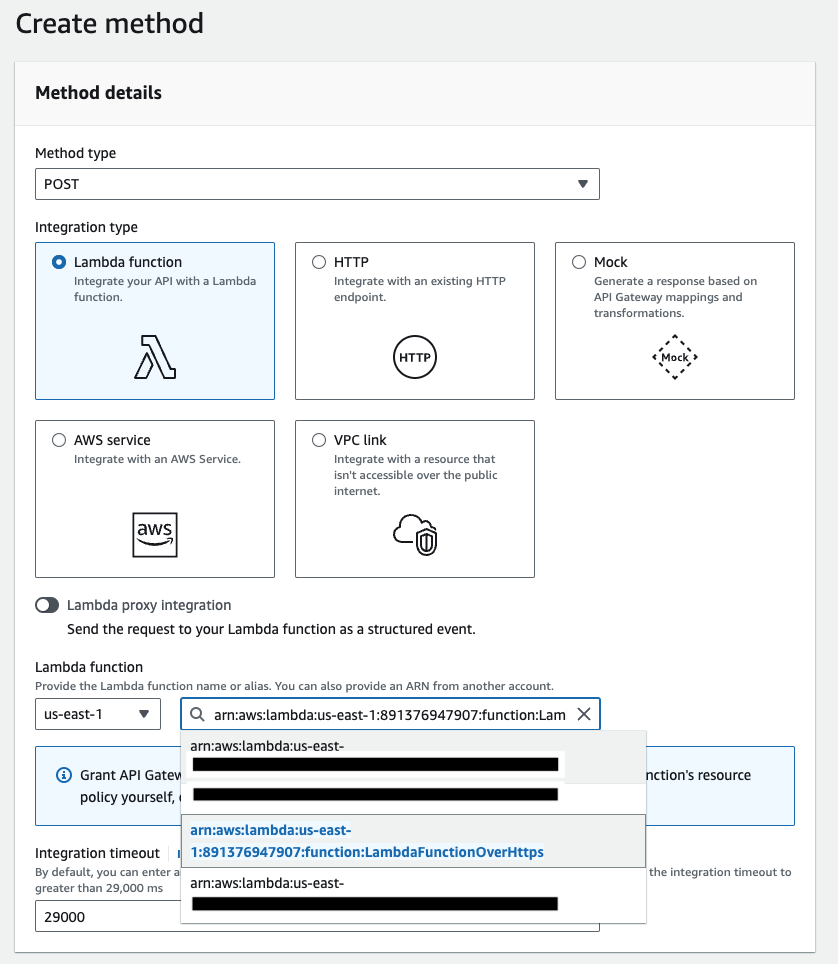 Create method
Method details
Method type
POST
Integration type
Lambda function
Integrate your API with a Lambda
function.
HTTP
Integrate with an existing HTTP
endpoint.
HTTP
Mock
Generate a response based on
API Gateway mappings and
transformations.
Mock
AWS service
Integrate with an AWS Service.
aws
VPC link
Integrate with a resource that
isn't accessible over the public
internet.
Lambda proxy integration
Send the request to your Lambda function as a structured event.
Lambda function
Provide the Lambda function name or alias. You can also provide an ARN from another account.
us-east-1
arn:aws:lambda:us-east-1:891376947907:function:Lam
arn:aws:lambda:us-east-
Grant API Gatew
nction's resource
policy yourself,
arn:aws:lambda:us-east-
1:891376947907:function:LambdaFunctionOverHttps
Integration timeout
By default, you can enter a
the integration timeout to
greater than 29,000 ms
arn:aws:lambda:us-east-
29000